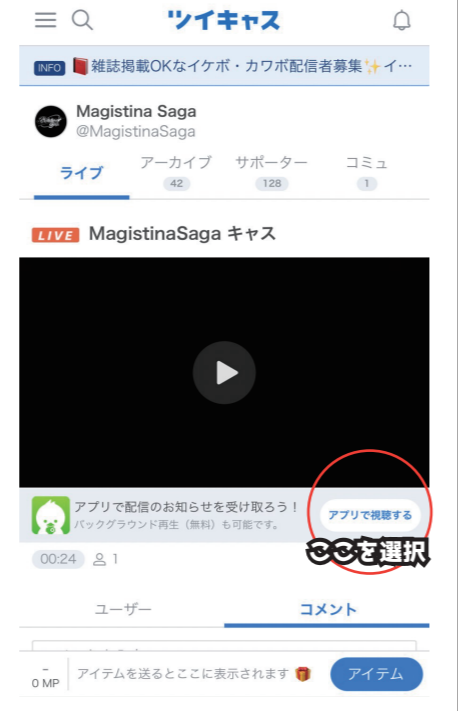 ツイキャス
INFO 雑誌掲載OKなイケボ・カワボ配信者募集✨イ…
Magistina Saga
@MagistinaSaga
ライブ アーカイブ サポーター コミュ
42 128 1
LIVE MagistinaSaga キャス
アプリで配信のお知らせを受け取ろう！
バックグラウンド再生（無料）も可能です。
アプリで視聴する
ここを選択
00:24 1
ユーザー コメント
-
0 MP
アイテムを送るとここに表示されます
アイテム